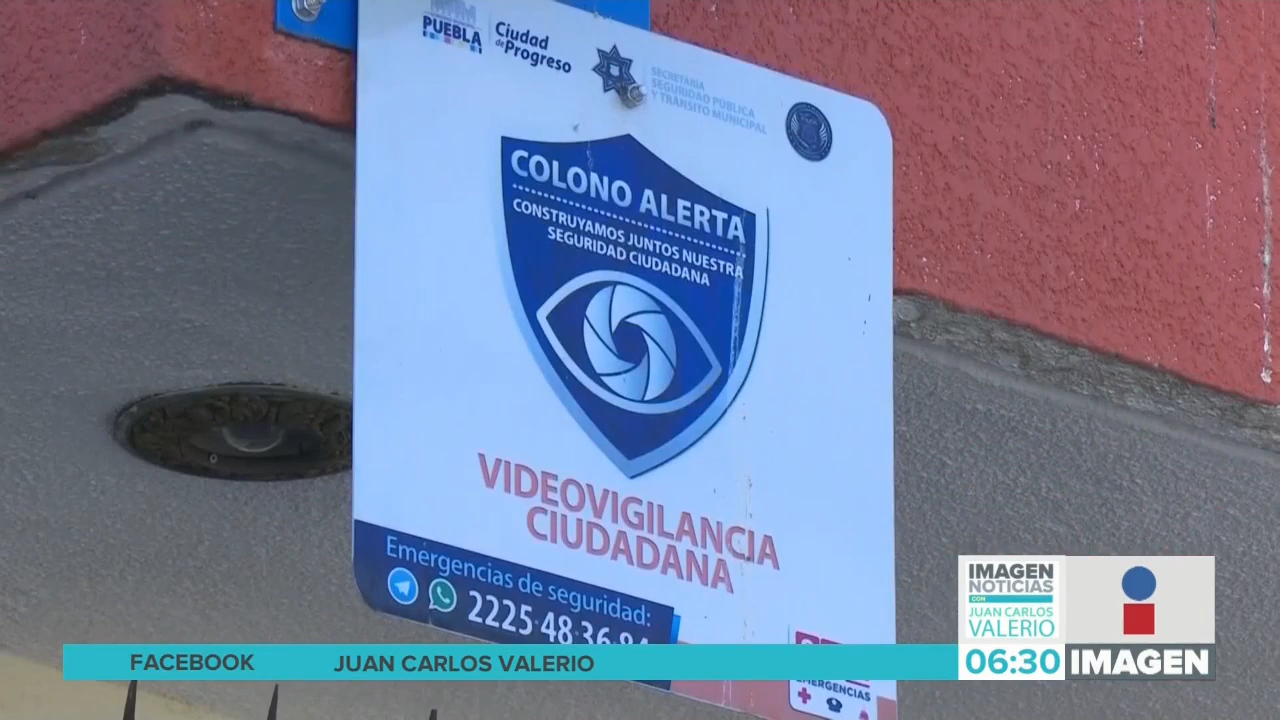 PUEBLA
Ciudad
de Progreso
SECRETARÍA
SEGURIDAD PÚBLICA
Y TRÁNSITO MUNICIPAL
COLONO ALERTA
CONSTRUYAMOS JUNTOS NUESTRA
SEGURIDAD CIUDADANA
VIDEOVIGILANCIA
CIUDADANA
Emergencias de seguridad:
2225 48 36 84
EMERGENCIAS
FACEBOOK
JUAN CARLOS VALERIO
IMAGEN
NOTICIAS
CON
JUAN CARLOS
VALERIO
06:30
IMAGEN